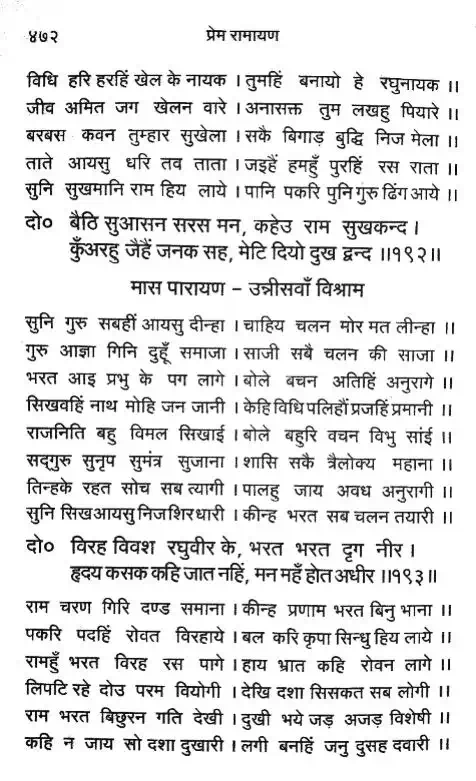 ४७२ प्रेम रामायण
विधि हरि हरहिं खेल के नायक । तुमहिं बनायो हे रघुनायक ।।
जीव अमित जग खेलन वारे । अनासक्त तुम लखहु पियारे ।।
बरबस कवन तुम्हार सुखेला । सकै बिगाड़ बुद्धि निज मेला ।।
ताते आयसु धरि तव ताता । जइहैं हमहुँ पुरहिं रस राता ।।
सुनि सुखमानि राम हिय लाये । पानि पकरि पुनि गुरु ढिंग आये ।।
दो० बैठि सुआसन सरस मन, कहेउ राम सुखकन्द ।
कुँअरहु जैहैं जनक सह, मेटि दियो दुख द्वन्द ।।१९२।।
मास पारायण – उन्नीसवाँ विश्राम
सुनि गुरु सबहीं आयसु दीन्हा । चाहिय चलन मोर मत लीन्हा ।।
गुरु आज्ञा गिनि दुहूँ समाजा । साजी सबै चलन की साजा ।।
भरत आइ प्रभु के पग लागे । बोले बचन अतिहिं अनुरागे ।।
सिखवहिं नाथ मोहि जन जानी । केहि विधि पलिहौं प्रजहिं प्रमानी ।।
राजनिति बहु विमल सिखाई । बोले बहुरि वचन विभु सांई ।।
सद्गुरु सुनृप सुमंत्र सुजाना । शासि सकै त्रैलोक्य महाना ।।
तिन्हके रहत सोच सब त्यागी । पालहु जाय अवध अनुरागी ।।
सुनि सिख आयसु निज शिर धारी । कीन्ह भरत सब चलन तयारी ।।
दो० विरह विवश रघुवीर के, भरत भरत दृग नीर ।
हृदय कसक कहि जात नहिं, मन महँ होत अधीर ।।१९३।।
राम चरण गिरि दण्ड समाना । कीन्ह प्रणाम भरत बिनु भाना ।।
पकरि पदहिं रोवत विरहाये । बल करि कृपा सिन्धु हिय लाये ।।
रामहुँ भरत विरह रस पागे । हाय भ्रात कहि रोवन लागे ।।
लिपटि रहे दोउ परम वियोगी । देखि दशा सिसकत सब लोगी ।।
राम भरत बिछुरन गति देखी । दुखी भये जड़ अजड़ विशेषी ।।
कहि न जाय सो दशा दुखारी । लगी बनहिं जनु दुसह दवारी ।।